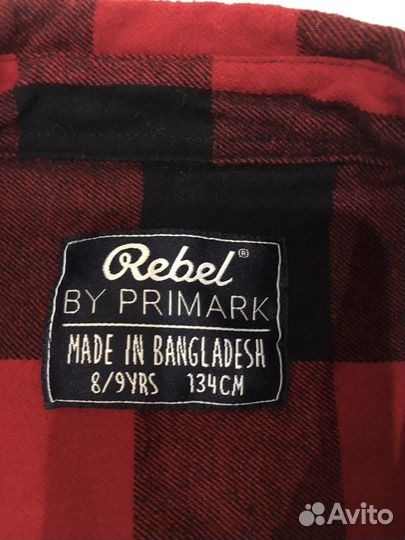 Rebel®
BY PRIMARK
MADE IN BANGLADESH
8/9YRS 134CM
Avito